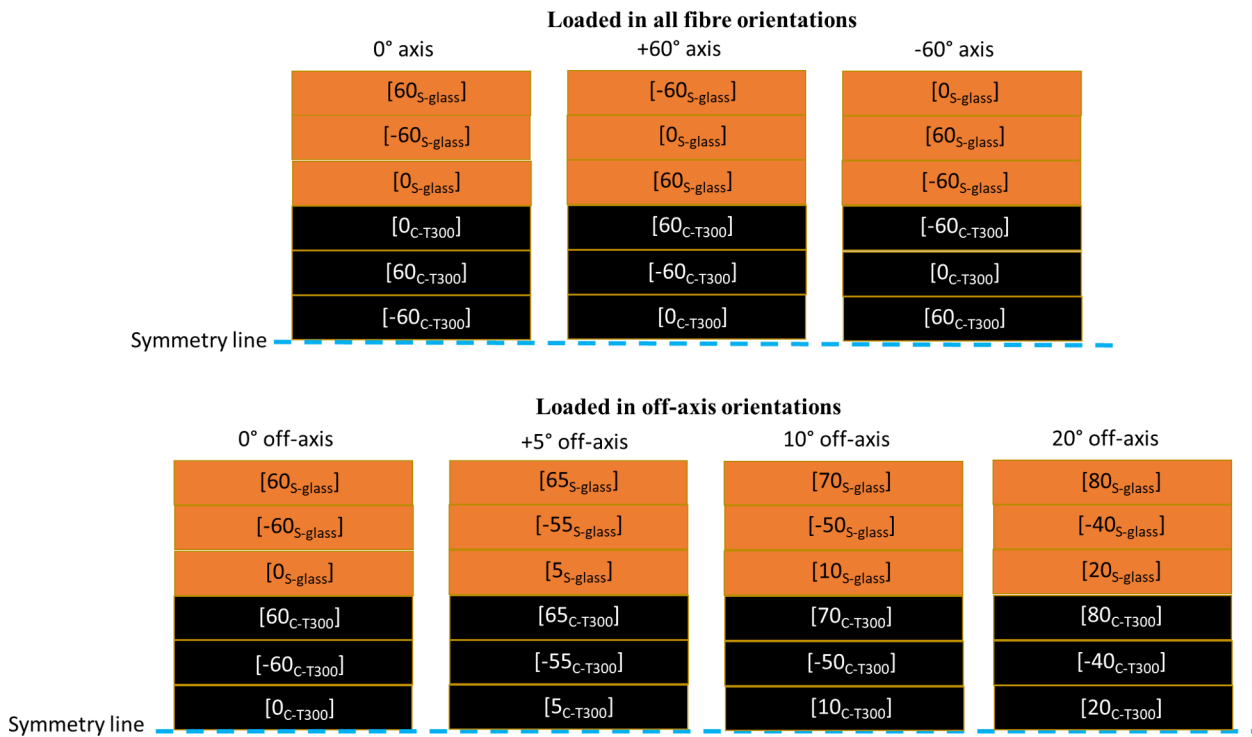 Loaded in all fibre orientations
0° axis +60° axis -60° axis
[60S-glass] [-60S-glass] [0S-glass]
[-60S-glass] [0S-glass] [60S-glass]
[0S-glass] [60S-glass] [-60S-glass]
[0C-T300] [60C-T300] [-60C-T300]
[60C-T300] [-60C-T300] [0C-T300]
[-60C-T300] [0C-T300] [60C-T300]
Symmetry line
Loaded in off-axis orientations
0° off-axis +5° off-axis 10° off-axis 20° off-axis
[60S-glass] [65S-glass] [70S-glass] [80S-glass]
[-60S-glass] [-55S-glass] [-50S-glass] [-40S-glass]
[0S-glass] [5S-glass] [10S-glass] [20S-glass]
[60C-T300] [65C-T300] [70C-T300] [80C-T300]
[-60C-T300] [-55C-T300] [-50C-T300] [-40C-T300]
[0C-T300] [5C-T300] [10C-T300] [20C-T300]
Symmetry line